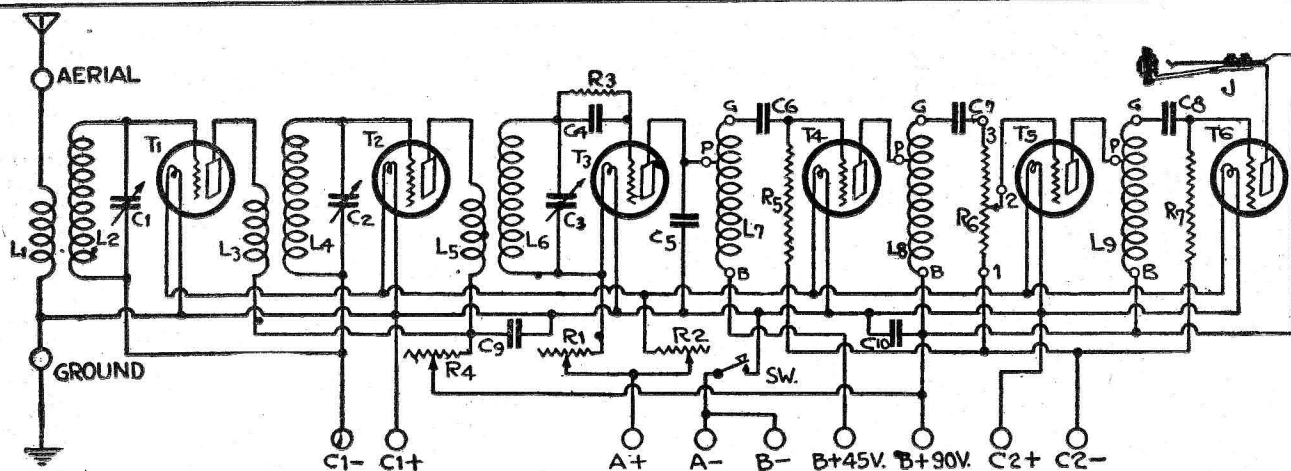 AERIAL
GROUND
L1
L2
C1
T1
L3
L4
C2
T2
L5
L6
C3
R3
C4
T3
C5
P
G
C6
L7
B
R5
T4
P
G
C7
L8
B
3
R6
2
1
T5
P
G
C8
L9
B
R7
T6
J
R4
C9
R1
R2
SW.
C10
C1- C1+ A+ A- B- B+45V. B+90V. C2+ C2-